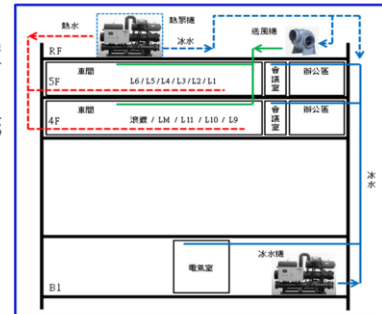 熱水
熱泵機
冰水
送風機
RF
車間
5F
L6 / L5 / L4 / L3 / L2 / L1
會議室
辦公區
車間
4F
滾鍍 / LM / L11 / L10 / L9
會議室
辦公區
冰水
電氣室
冰水機
B1